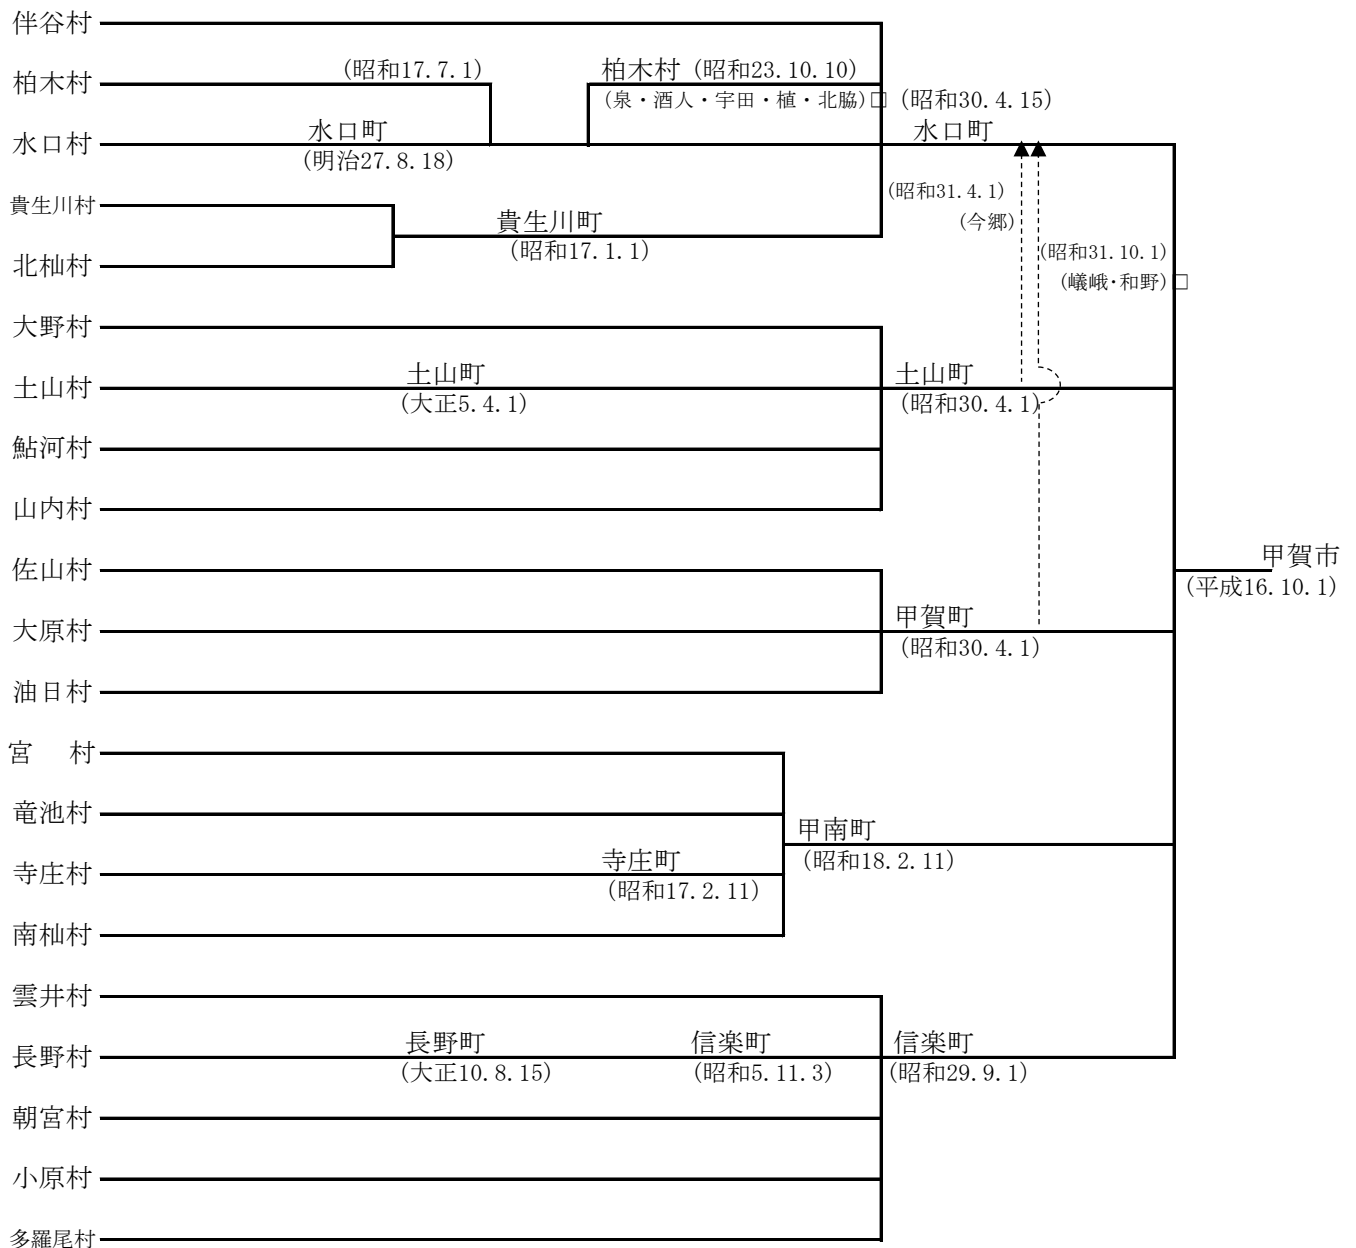 伴谷村
柏木村
(昭和17.7.1)
柏木村 (昭和23.10.10)
(泉・酒人・宇田・植・北脇)□
(昭和30.4.15)
水口村
水口町
(明治27.8.18)
水口町
貴生川村
貴生川町
(昭和17.1.1)
(昭和31.4.1)
(今郷)
北杣村
(昭和31.10.1)
(嶬峨・和野)□
大野村
土山村
土山町
(大正5.4.1)
土山町
(昭和30.4.1)
鮎河村
山内村
佐山村
甲賀市
(平成16.10.1)
大原村
甲賀町
(昭和30.4.1)
油日村
宮 村
竜池村
甲南町
(昭和18.2.11)
寺庄村
寺庄町
(昭和17.2.11)
南杣村
雲井村
長野村
長野町
(大正10.8.15)
信楽町
(昭和5.11.3)
信楽町
(昭和29.9.1)
朝宮村
小原村
多羅尾村